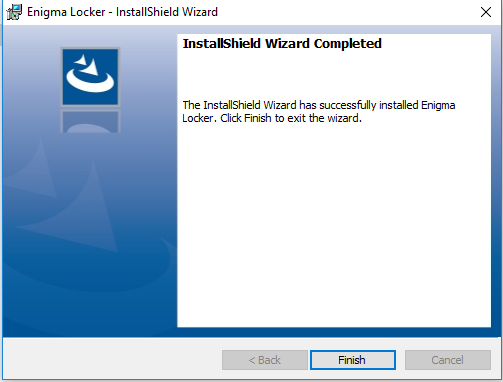 Enigma Locker - InstallShield Wizard
InstallShield Wizard Completed
The InstallShield Wizard has successfully installed Enigma
Locker. Click Finish to exit the wizard.
< Back
Finish
Cancel